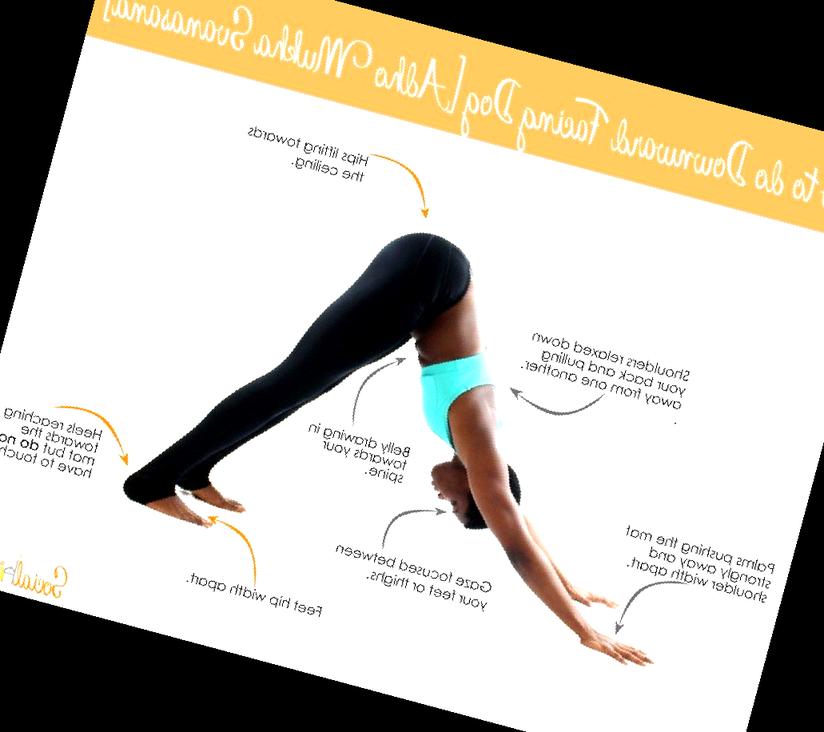 to do Downward Facing Dog [Adho Mukha Svanasana]
Hips lifting towards
the ceiling.
Shoulders relaxed down
your back and pulling
away from one another.
Heels reaching
towards the
mat but do no
have to touch
Belly drawing in
towards your
spine.
Gaze focused between
your feet or thighs.
Palms pushing the mat
strongly away and
shoulder width apart.
Feet hip width apart.
Social